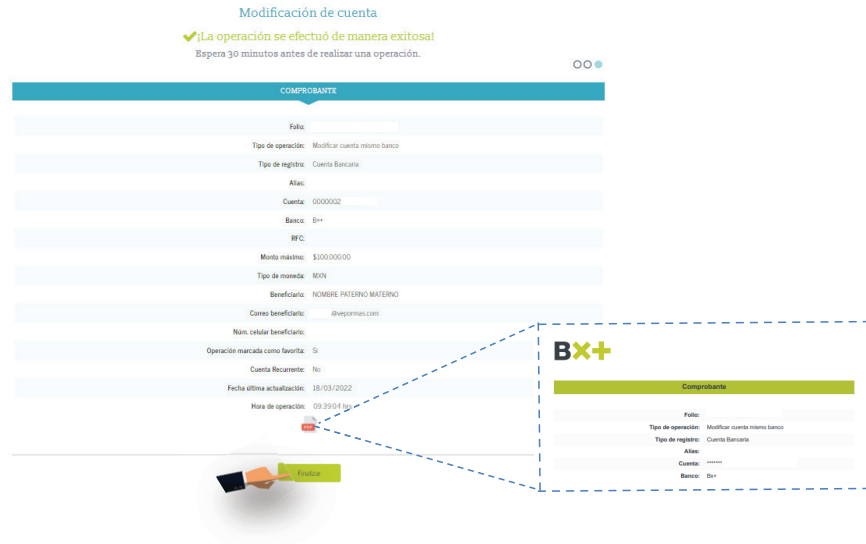 Modificación de cuenta
¡La operación se efectuó de manera exitosa!
Espera 30 minutos antes de realizar una operación.
COMPROBANTE
Folio:
Tipo de operación: Modificar cuenta mismo banco
Tipo de registro: Cuenta Bancaria
Alias:
Cuenta: 0000002
Banco: B×+
RFC:
Monto máximo: $100,000.00
Tipo de moneda: MXN
Beneficiario: NOMBRE PATERNO MATERNO
Correo beneficiario: @vepormas.com
Núm. celular beneficiario:
Operación marcada como favorita: Si
Cuenta Recurrente: No
Fecha última actualización: 18/03/2022
Hora de operación: 09:39:04 hrs
PDF
Finalizar
B×+
Comprobante
Folio:
Tipo de operación: Modificar cuenta mismo banco
Tipo de registro: Cuenta Bancaria
Alias:
Cuenta: *******
Banco: Bx+